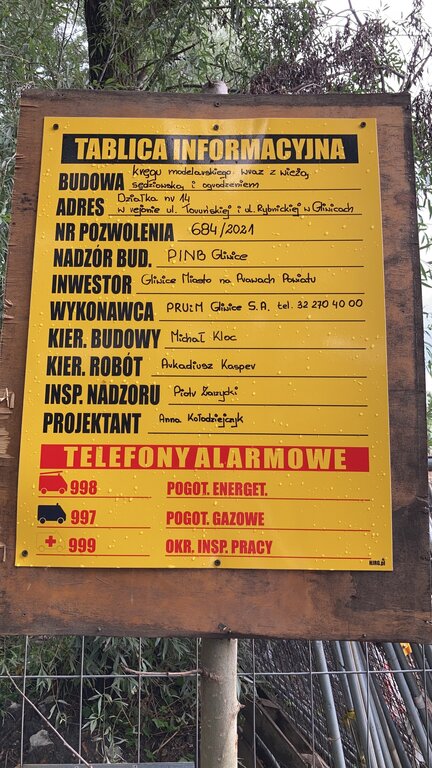 TABLICA INFORMACYJNA
BUDOWA kręgu modelarskiego wraz z wieżą,
sędziowską i ogrodzeniem
ADRES Działka nr 14
w rejonie ul. Toruńskiej i ul. Rybnickiej w Gliwicach
NR POZWOLENIA 684/2021
NADZÓR BUD. PINB Gliwice
INWESTOR Gliwice Miasto na Prawach Powiatu
WYKONAWCA PRUiM Gliwice S.A. tel. 32 270 40 00
KIER. BUDOWY Michał Kloc
KIER. ROBÓT Arkadiusz Kasper
INSP. NADZORU Piotr Zarzycki
PROJEKTANT Anna Kołodziejczyk
TELEFONY ALARMOWE
998 POGOT. ENERGET.
997 POGOT. GAZOWE
999 OKR. INSP. PRACY